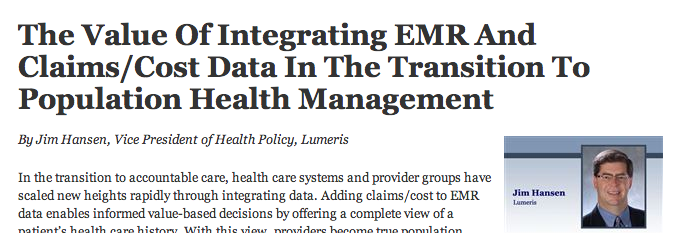 The Value Of Integrating EMR And
Claims/Cost Data In The Transition To
Population Health Management
By Jim Hansen, Vice President of Health Policy, Lumeris
In the transition to accountable care, health care systems and provider groups have
scaled new heights rapidly through integrating data. Adding claims/cost to EMR
data enables informed value-based decisions by offering a complete view of a
patient's health care history. With this view, providers become true population
Jim Hansen
Lumeris